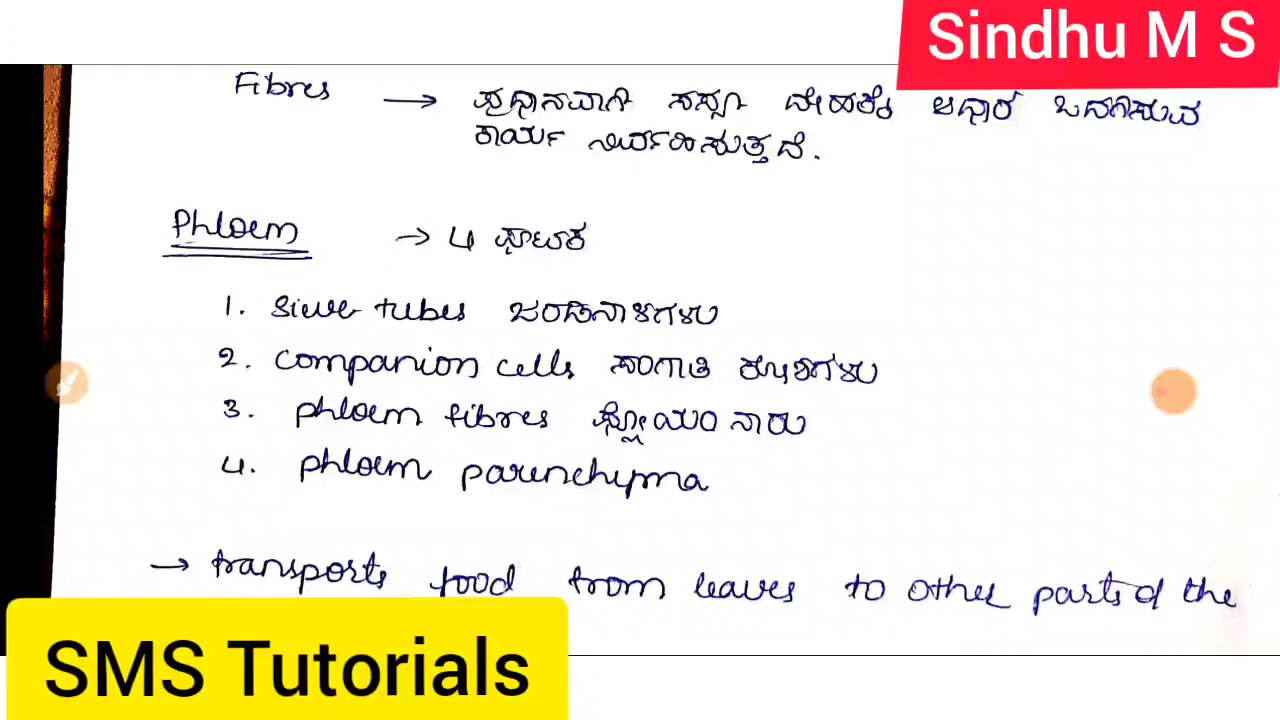 Sindhu M S
Fibres → ಪ್ರಧಾನವಾಗಿ ಸಸ್ಯ ದೇಹಕ್ಕೆ ಆಧಾರ ಒದಗಿಸುವ
ಕಾರ್ಯ ನಿರ್ವಹಿಸುತ್ತದೆ.
Phloem → 4 ಘಟಕ
1. Sieve tubes ಜರಡಿನಾಳಗಳು
2. Companion cells ಸಂಗಾತಿ ಕೋಶಗಳು
3. Phloem fibres ಫ್ಲೋಯಂ ನಾರು
4. Phloem parenchyma
→ transports food from leaves to other parts of the
SMS Tutorials